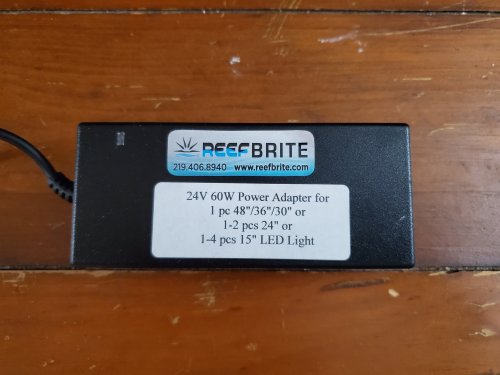 REEFBRITE
219.406.8940 www.reefbrite.com
24V 60W Power Adapter for
1 pc 48"/36"/30" or
1-2 pcs 24" or
1-4 pcs 15" LED Light